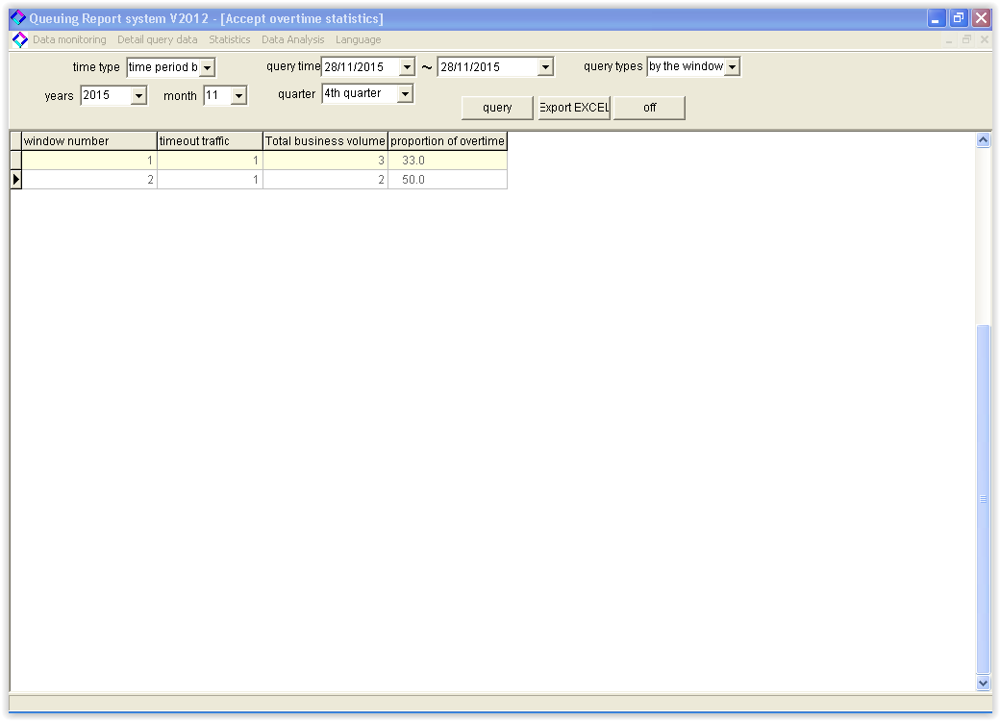 Queuing Report system V2012 - [Accept overtime statistics]
Data monitoring Detail query data Statistics Data Analysis Language
time type time period b query time 28/11/2015 ~ 28/11/2015 query types by the window
years 2015 month 11 quarter 4th quarter
query Export EXCEL off
window number timeout traffic Total business volume proportion of overtime
1 1 3 33.0
2 1 2 50.0